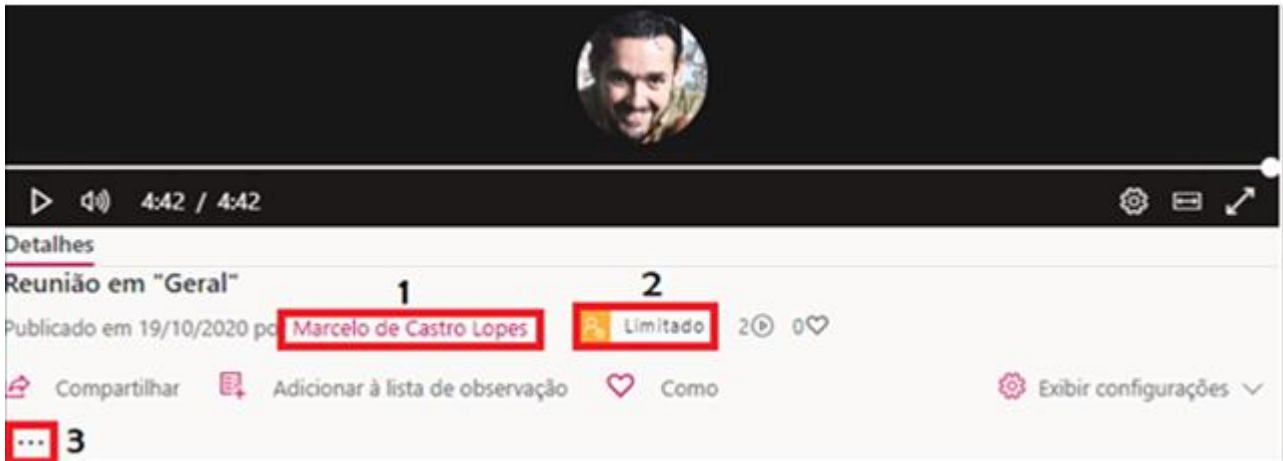 4:42 / 4:42
Detalhes
Reunião em "Geral"
1 2
Publicado em 19/10/2020 po Marcelo de Castro Lopes Limitado 2 0
Compartilhar Adicionar à lista de observação Como Exibir configurações
... 3